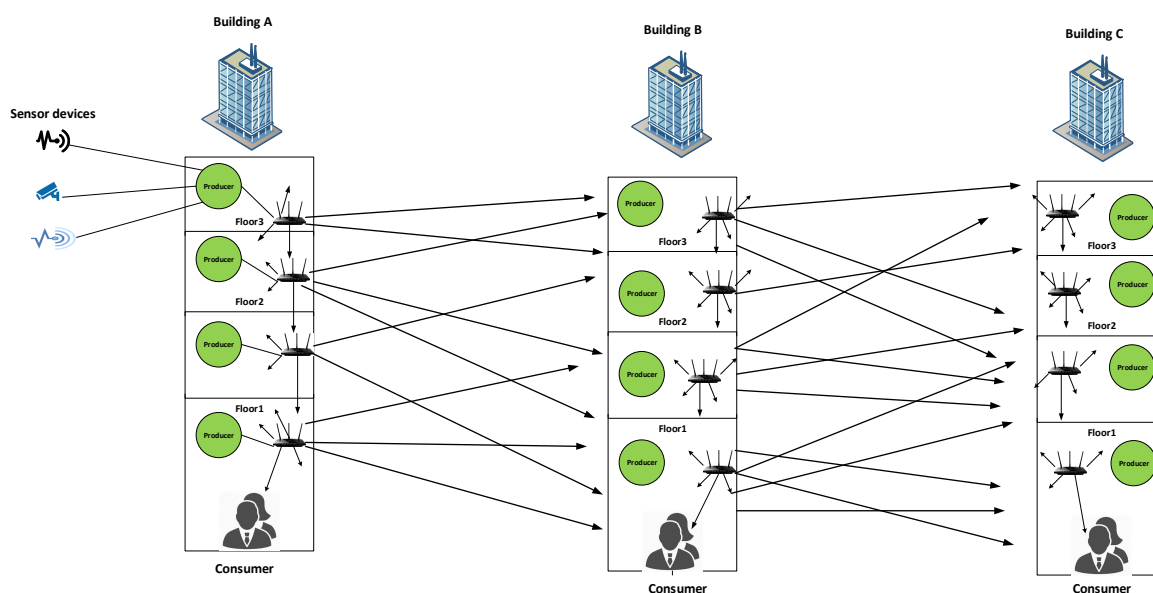 Building A
Building B
Building C
Sensor devices
Producer
Floor3
Producer
Floor2
Producer
Floor1
Producer
Consumer
Producer
Floor3
Producer
Floor2
Producer
Floor1
Producer
Consumer
Producer
Floor3
Producer
Floor2
Producer
Floor1
Producer
Consumer